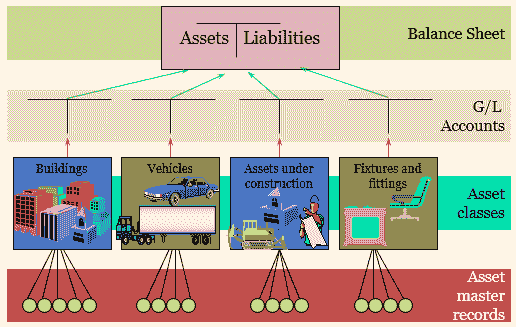 Assets Liabilities
Balance Sheet
G/L
Accounts
Buildings
Vehicles
Assets under
construction
Fixtures and
fittings
Asset
classes
Asset
master
records